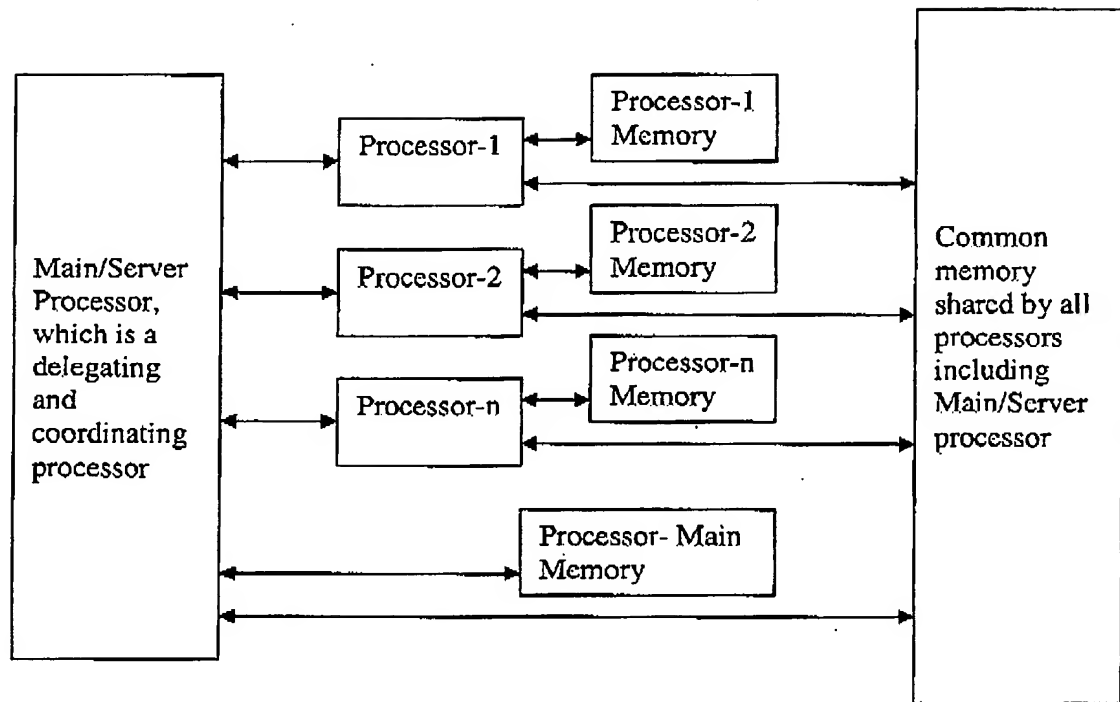 Main/Server
Processor,
which is a
delegating
and
coordinating
processor
Processor-1
Processor-1
Memory
Processor-2
Processor-2
Memory
Processor-n
Processor-n
Memory
Processor- Main
Memory
Common
memory
shared by all
processors
including
Main/Server
processor